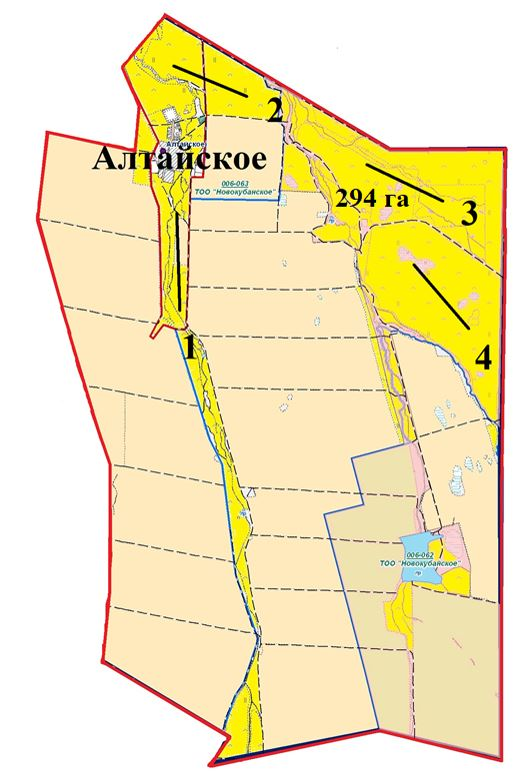 2
Алтайское
Алтайское
006-063
ТОО "Новокубанское"
294 га
3
1
4
006-062
ТОО "Новокубанское"